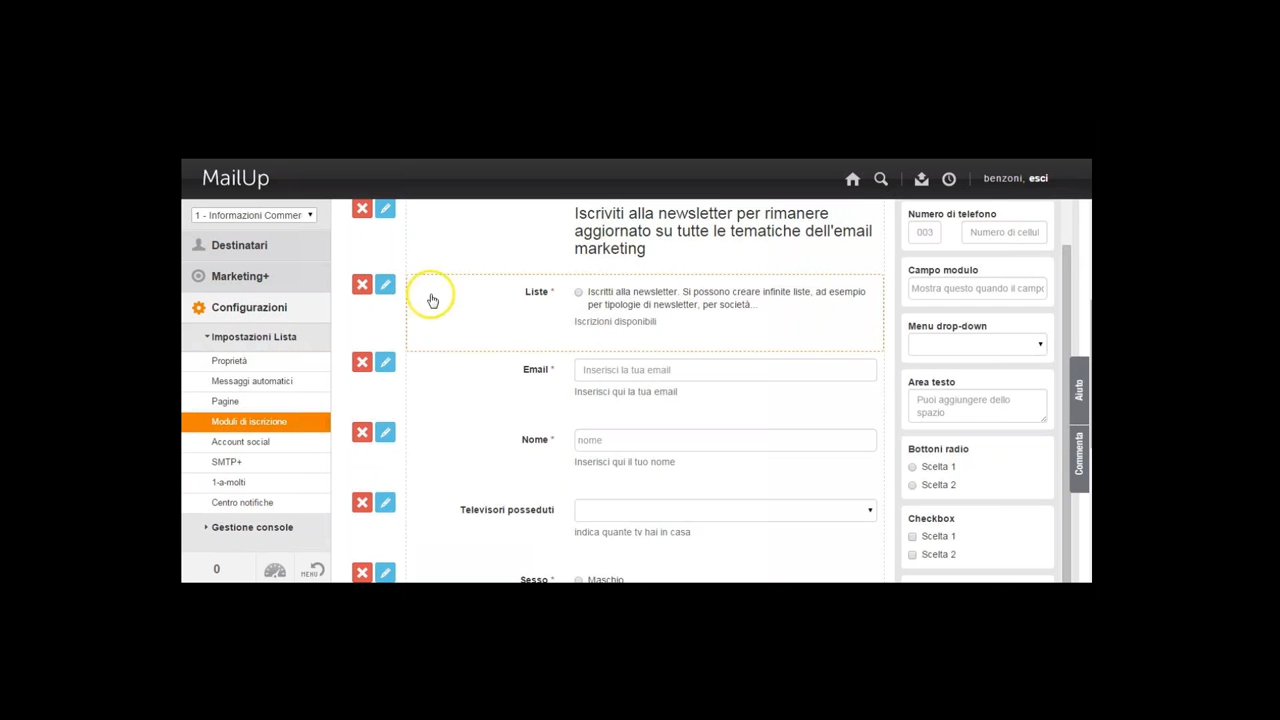 MailUp
benzoni, esci
1 - Informazioni Commer
Destinatari
Marketing+
Configurazioni
Impostazioni Lista
Proprietà
Messaggi automatici
Pagine
Moduli di iscrizione
Account social
SMTP+
1-a-molti
Centro notifiche
Gestione console
0
MENU
Iscriviti alla newsletter per rimanere
aggiornato su tutte le tematiche dell'email
marketing
Liste *
Iscritti alla newsletter. Si possono creare infinite liste, ad esempio
per tipologie di newsletter, per società...
Iscrizioni disponibili
Email *
Inserisci la tua email
Inserisci qui la tua email
Nome *
nome
Inserisci qui il tuo nome
Televisori posseduti
indica quante tv hai in casa
Sesso *
Maschio
Numero di telefono
003
Numero di cellul
Campo modulo
Mostra questo quando il campo
Menu drop-down
Area testo
Puoi aggiungere dello
spazio
Bottoni radio
Scelta 1
Scelta 2
Checkbox
Scelta 1
Scelta 2
Aiuto
Commenta